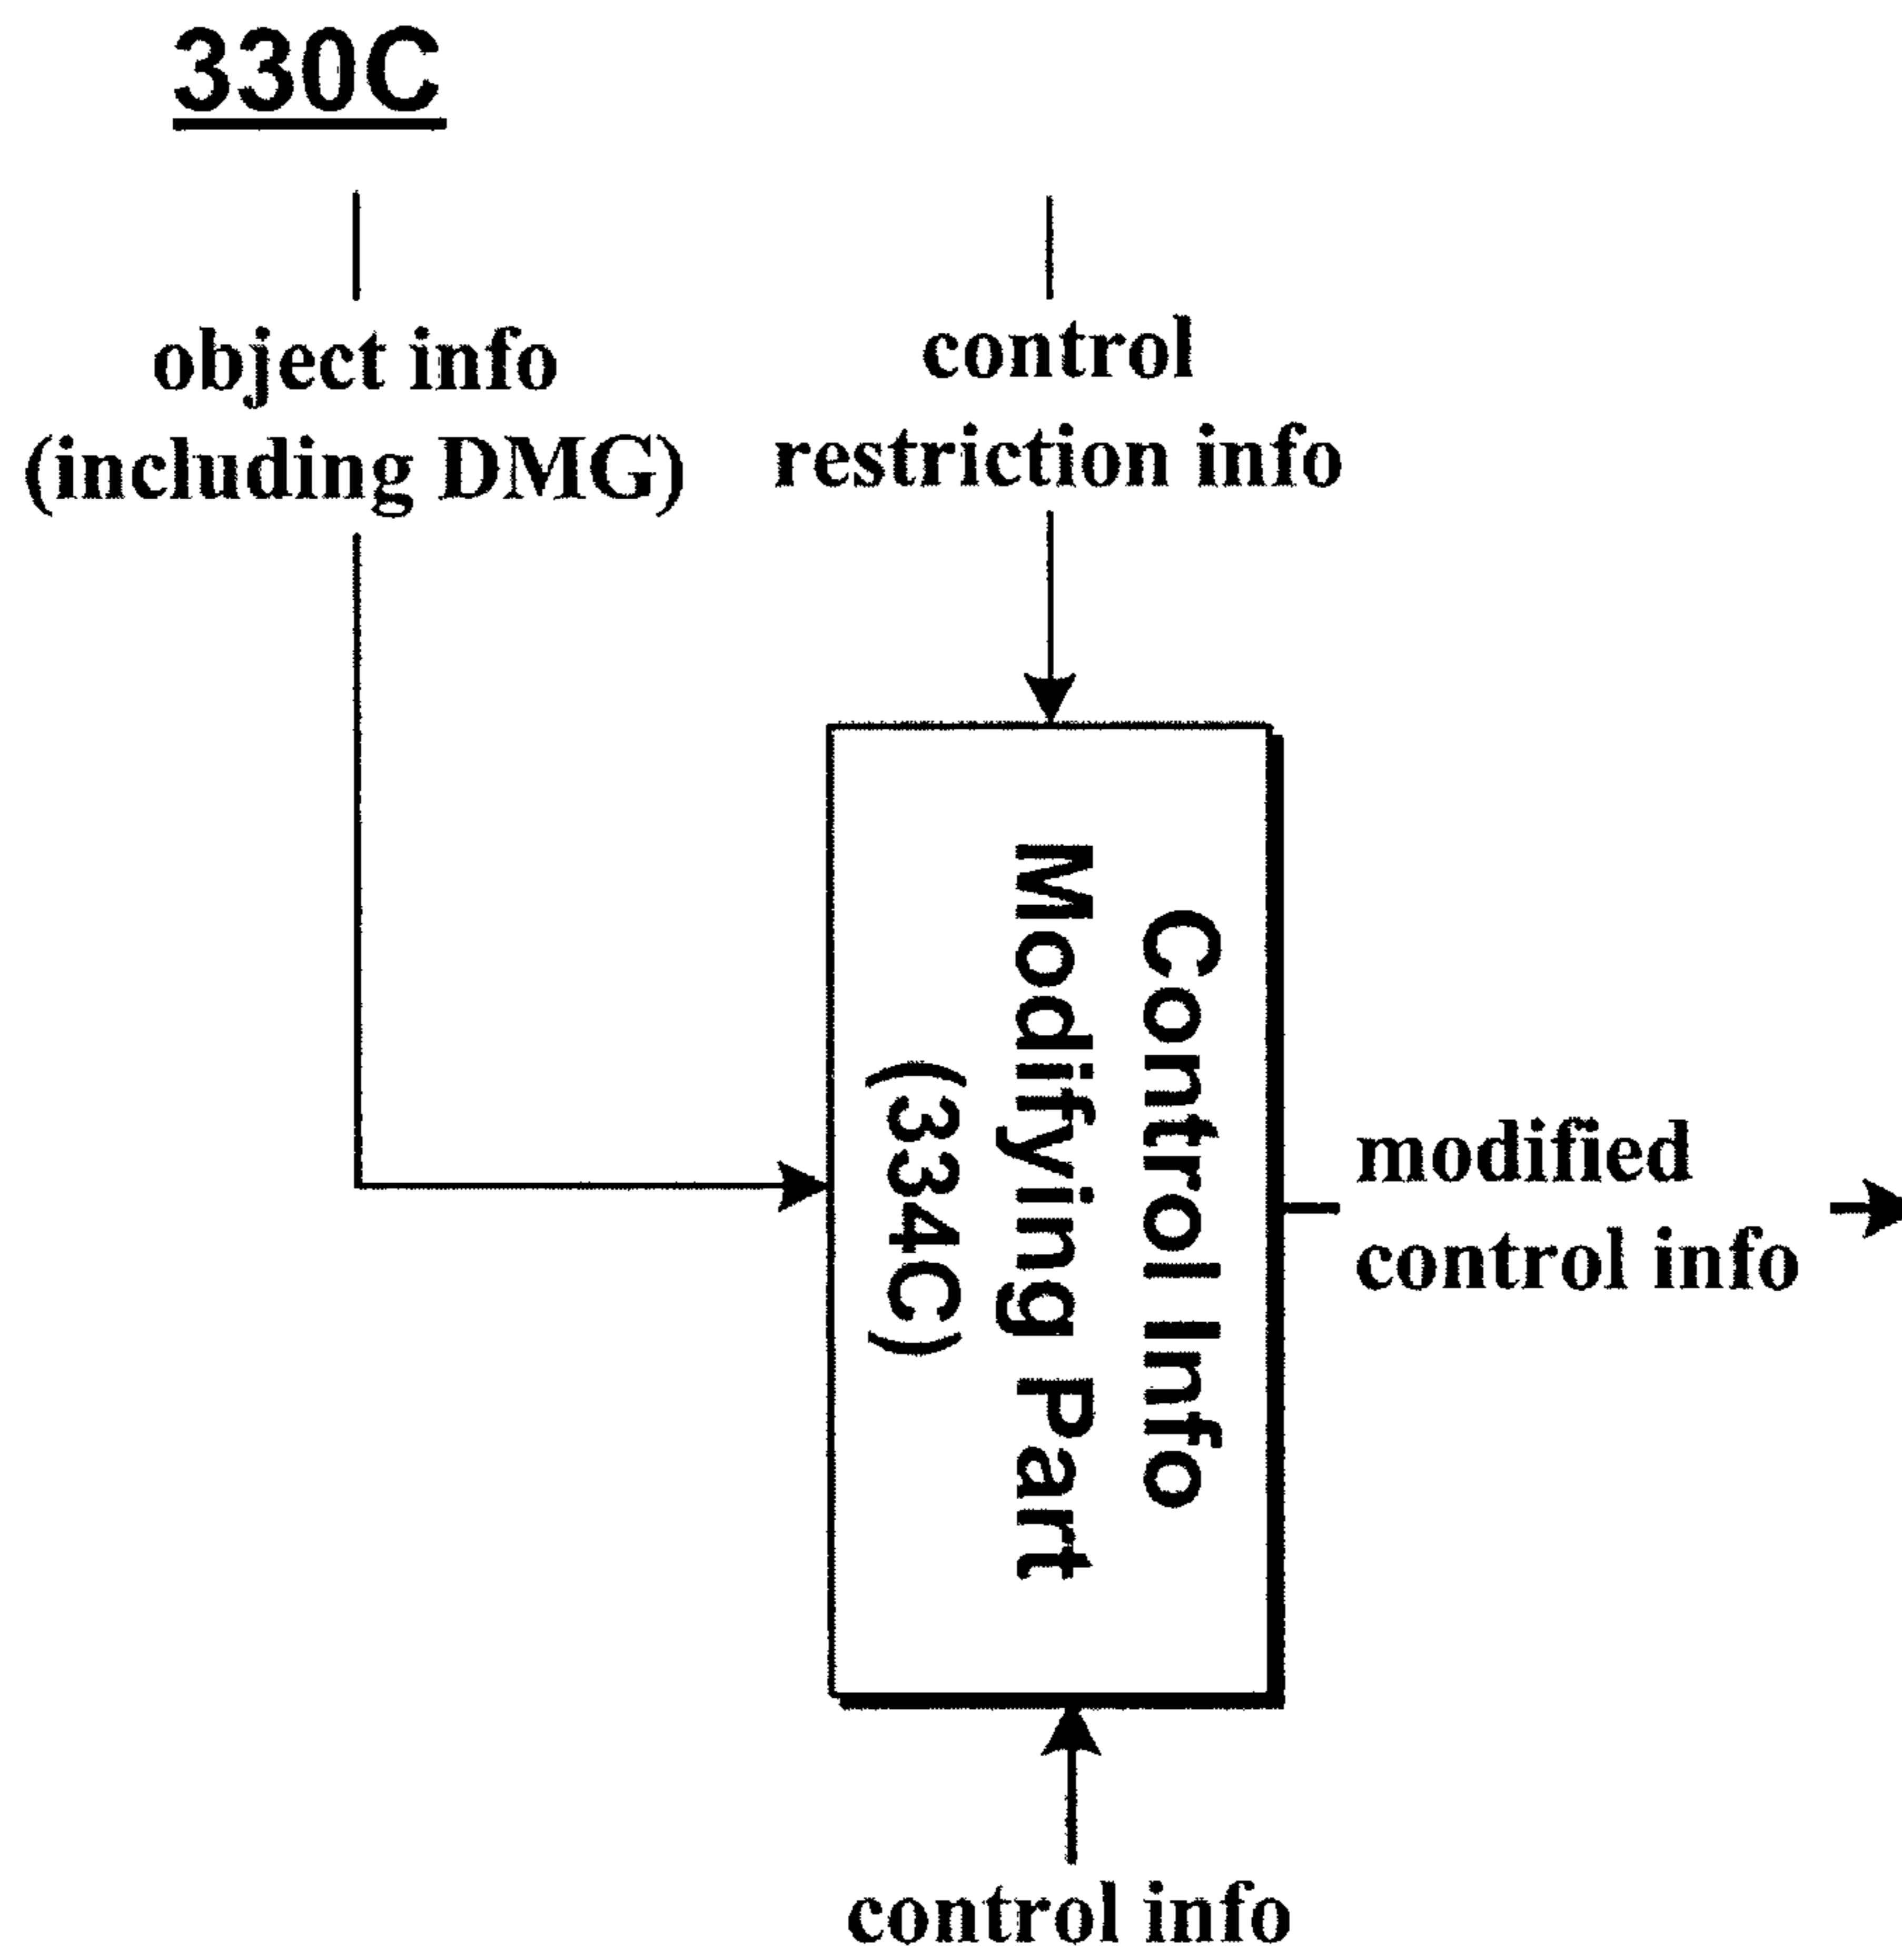 330C
object info
(including DMG)
control
restriction info
Control Info
Modifying Part
(334C)
modified
control info
control info